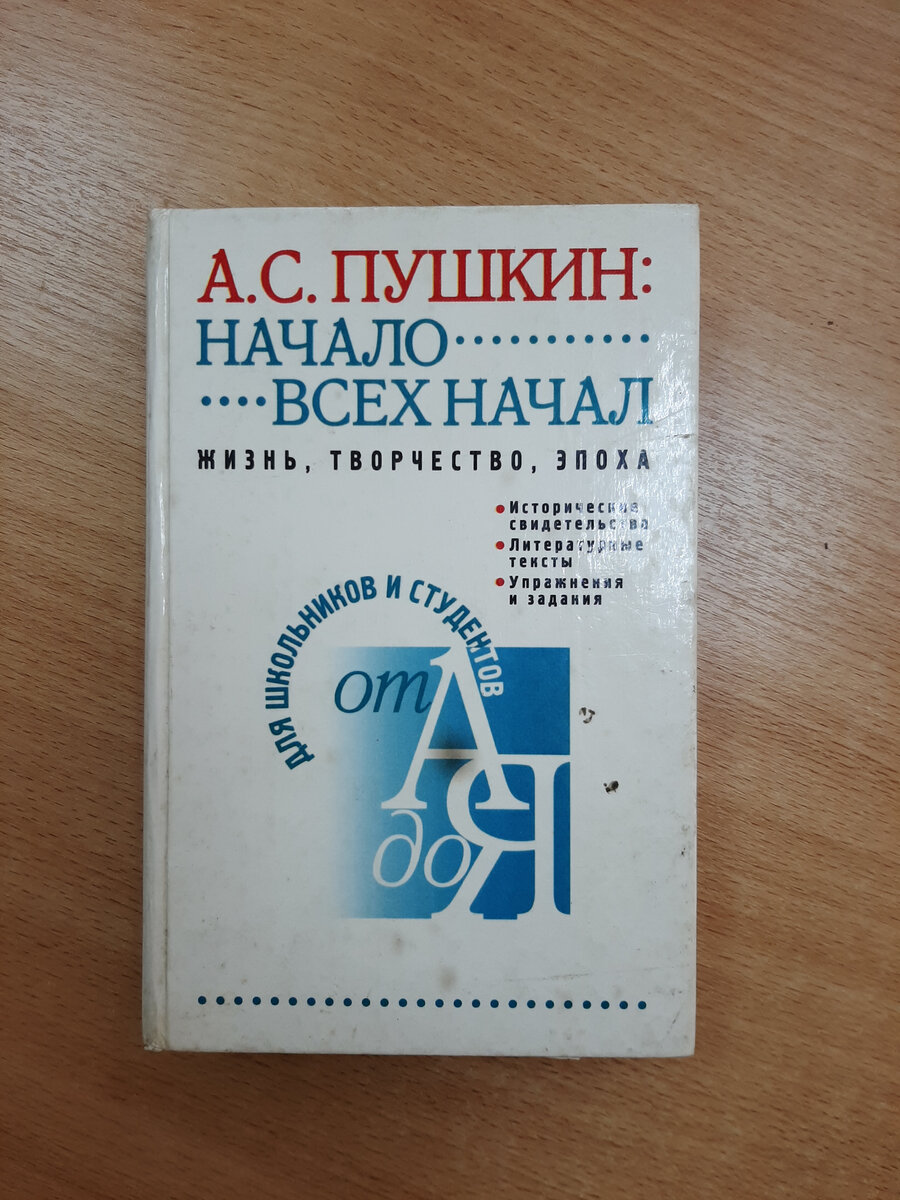 А.С. ПУШКИН:
НАЧАЛО
ВСЕХ НАЧАЛ
ЖИЗНЬ, ТВОРЧЕСТВО, ЭПОХА
Исторические
свидетельства
Литературные
тексты
Упражнения
и задания
ДЛЯ ШКОЛЬНИКОВ И СТУДЕНТОВ
от А
до Я